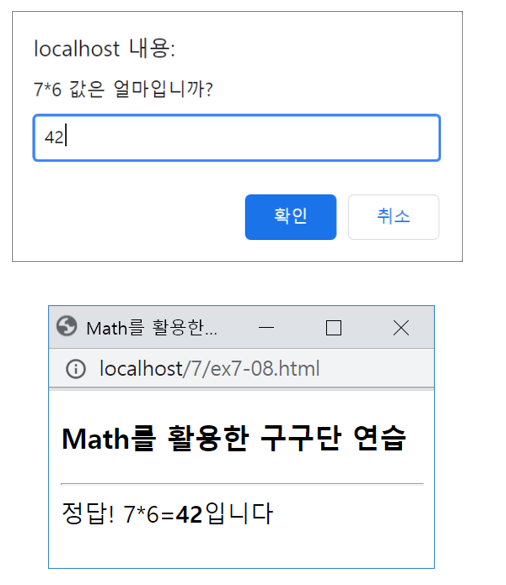 localhost 내용:
7*6 값은 얼마입니까?
42
확인 취소
Math를 활용한...
localhost/7/ex7-08.html
Math를 활용한 구구단 연습
정답! 7*6=42입니다